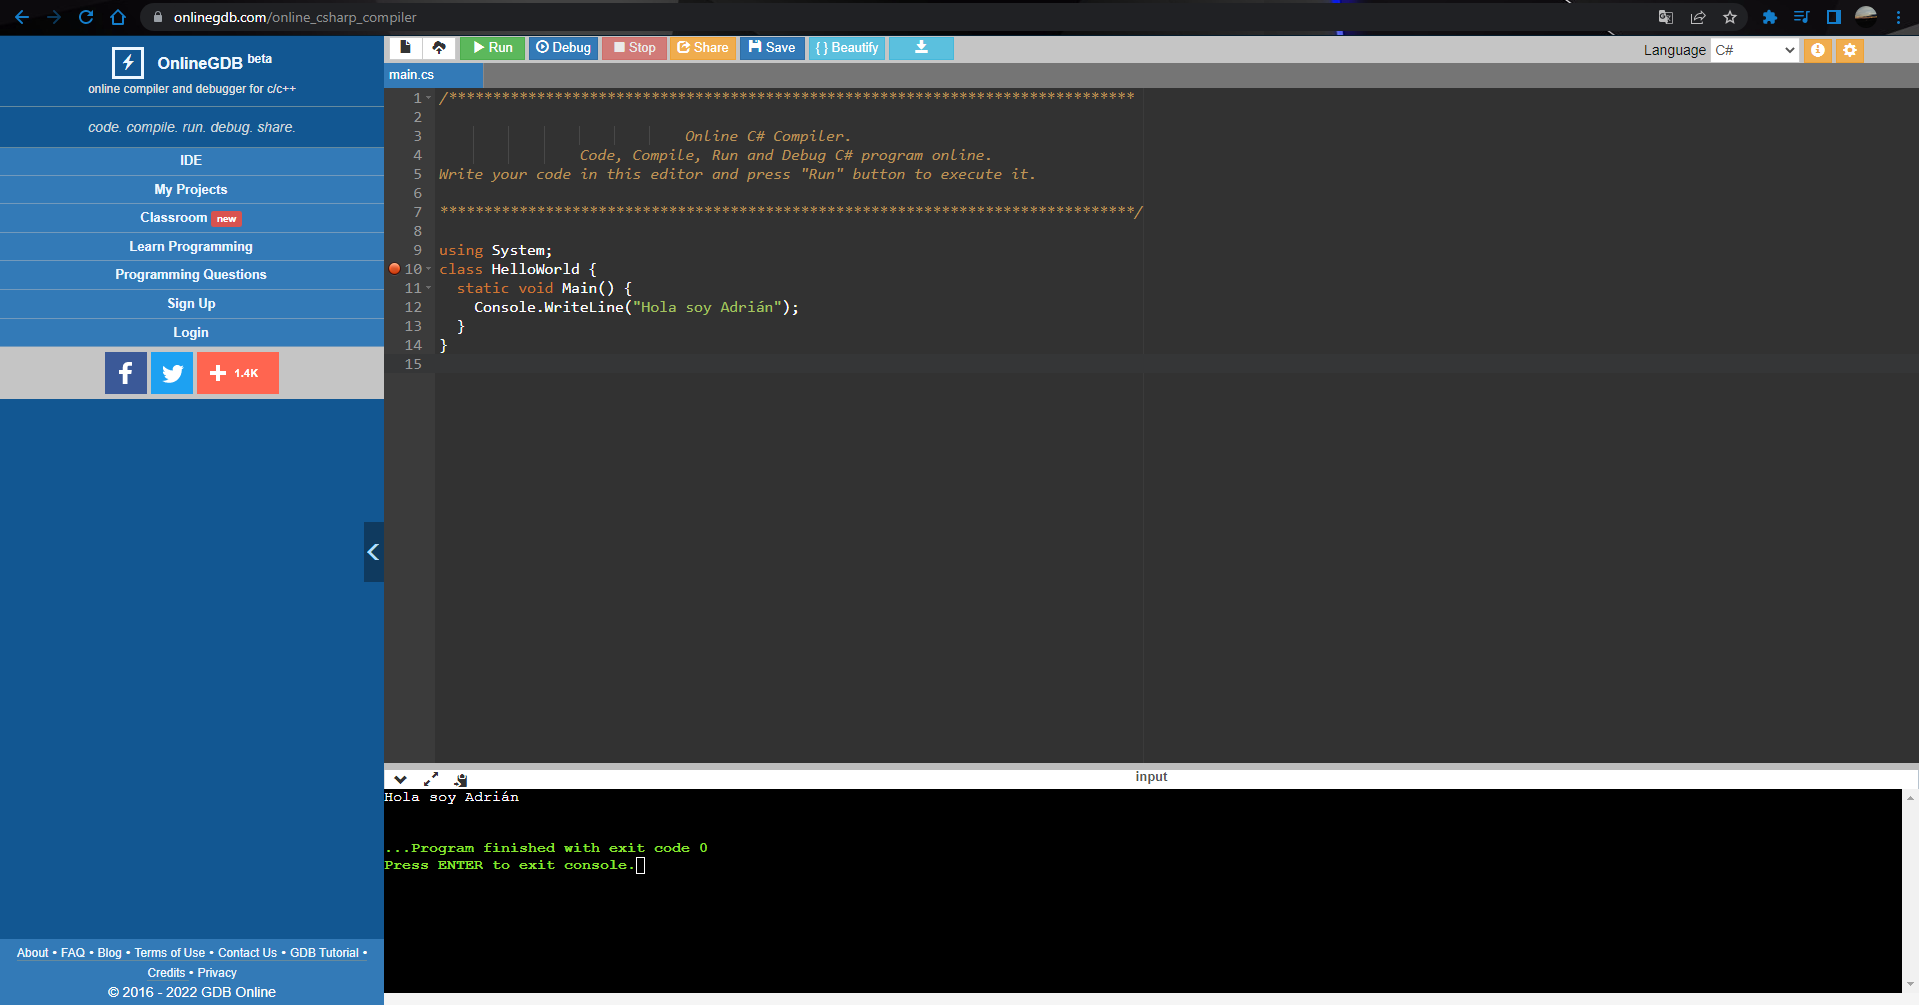 onlinegdb.com/online_csharp_compiler
OnlineGDB beta
online compiler and debugger for c/c++
code. compile. run. debug. share.
IDE
My Projects
Classroom new
Learn Programming
Programming Questions
Sign Up
Login
1.4K
About • FAQ • Blog • Terms of Use • Contact Us • GDB Tutorial •
Credits • Privacy
© 2016 - 2022 GDB Online
Run Debug Stop Share Save { } Beautify
Language C#
main.cs
1 /******************************************************************************
2
3 Online C# Compiler.
4 Code, Compile, Run and Debug C# program online.
5 Write your code in this editor and press "Run" button to execute it.
6
7 *******************************************************************************/
8
9 using System;
10 class HelloWorld {
11 static void Main() {
12 Console.WriteLine("Hola soy Adrián");
13 }
14 }
15
input
Hola soy Adrián
...Program finished with exit code 0
Press ENTER to exit console.